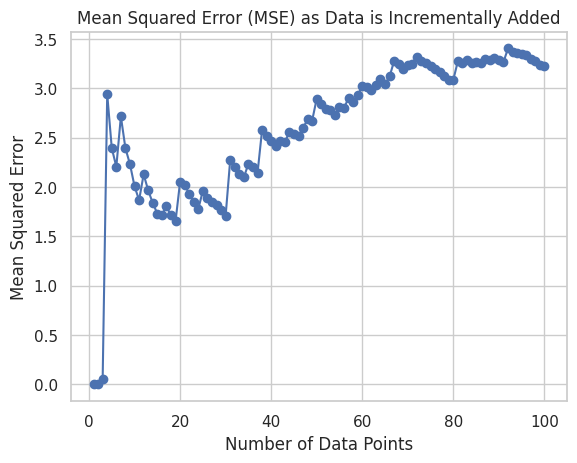 Mean Squared Error (MSE) as Data is Incrementally Added
Mean Squared Error
3.5
3.0
2.5
2.0
1.5
1.0
0.5
0.0
0 20 40 60 80 100
Number of Data Points